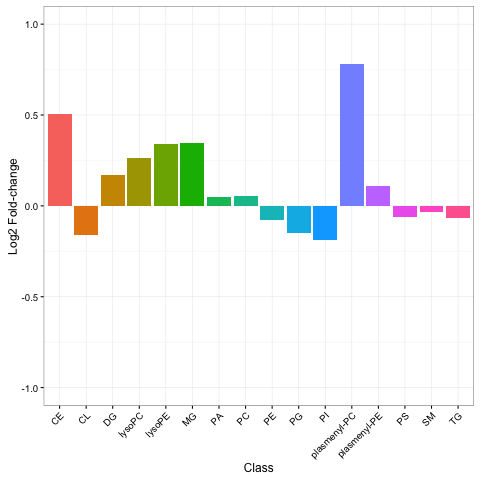 Log2 Fold-change
1.0
0.5
0.0
-0.5
-1.0
CE
CL
DG
lysoPC
lysoPE
MG
PA
PC
PE
PG
PI
plasmenyl-PC
plasmenyl-PE
PS
SM
TG
Class